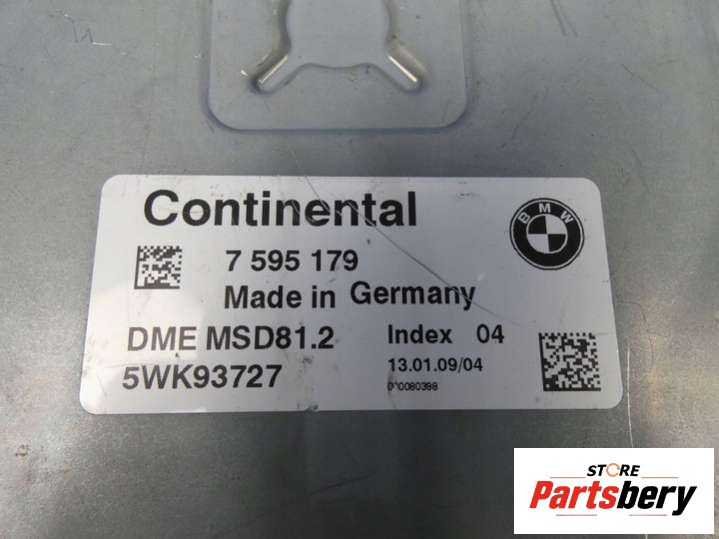 Continental
BMW
7 595 179
Made in Germany
DME MSD81.2
Index 04
5WK93727
13.01.09/04
STORE
Partsbery